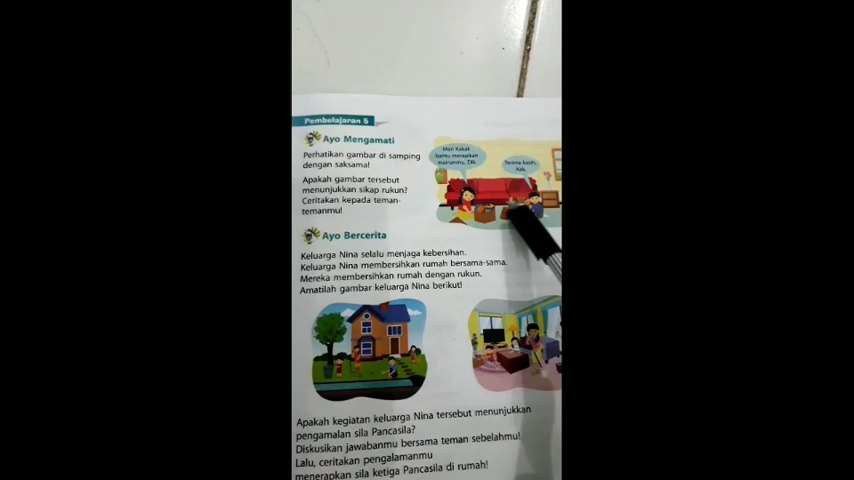 Pembelajaran 5
Ayo Mengamati
Perhatikan gambar di samping
dengan saksama!
Apakah gambar tersebut
menunjukkan sikap rukun?
Ceritakan kepada teman-
temanmu!
Mari Kakak
bantu merapikan
mainanmu, Dik.
Terima kasih,
Kak.
Ayo Bercerita
Keluarga Nina selalu menjaga kebersihan.
Keluarga Nina membersihkan rumah bersama-sama.
Mereka membersihkan rumah dengan rukun.
Amatilah gambar keluarga Nina berikut!
Apakah kegiatan keluarga Nina tersebut menunjukkan
pengamalan sila Pancasila?
Diskusikan jawabanmu bersama teman sebelahmu!
Lalu, ceritakan pengalamanmu
menerapkan sila ketiga Pancasila di rumah!